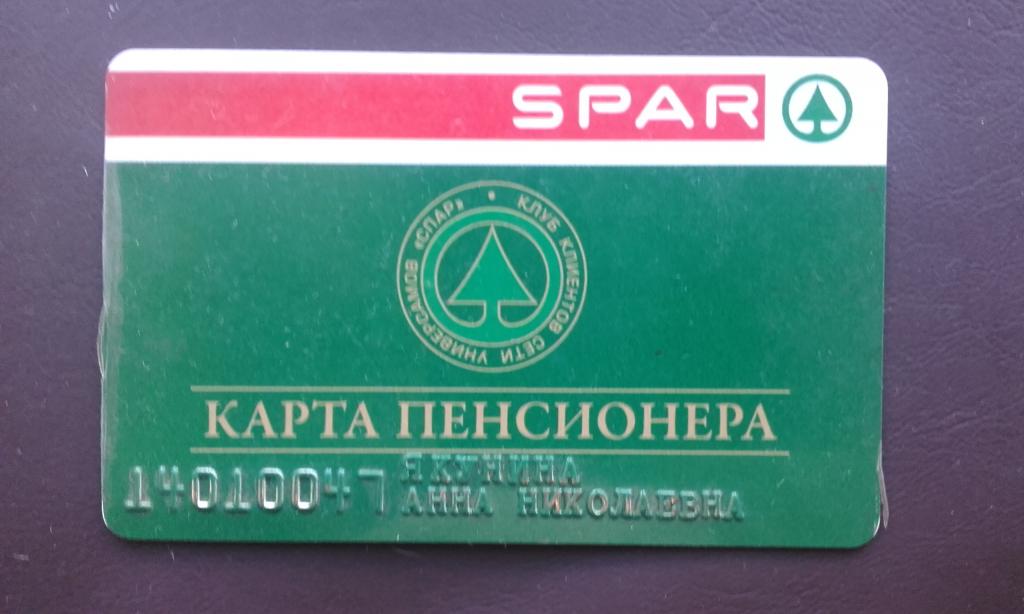 SPAR
КЛУБ КЛИЕНТОВ СЕТИ УНИВЕРСАМОВ «СПАР» •
КАРТА ПЕНСИОНЕРА
14010047 ЯКУНИНА
АННА НИКОЛАЕВНА